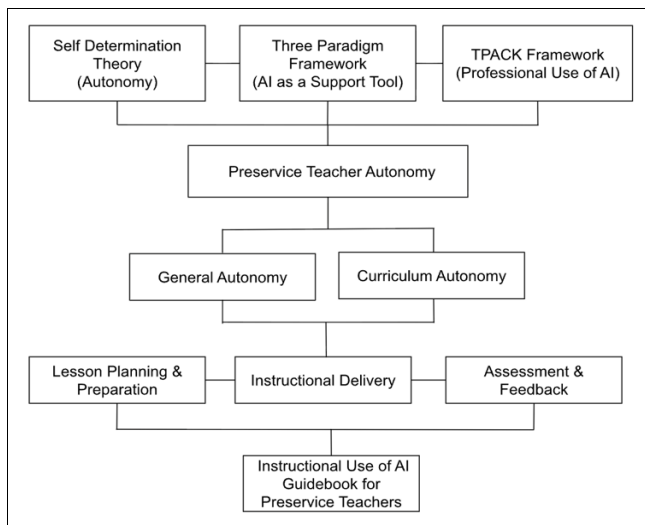 Self Determination
Theory
(Autonomy)
Three Paradigm
Framework
(AI as a Support Tool)
TPACK Framework
(Professional Use of AI)
Preservice Teacher Autonomy
General Autonomy
Curriculum Autonomy
Lesson Planning &
Preparation
Instructional Delivery
Assessment &
Feedback
Instructional Use of AI
Guidebook for
Preservice Teachers